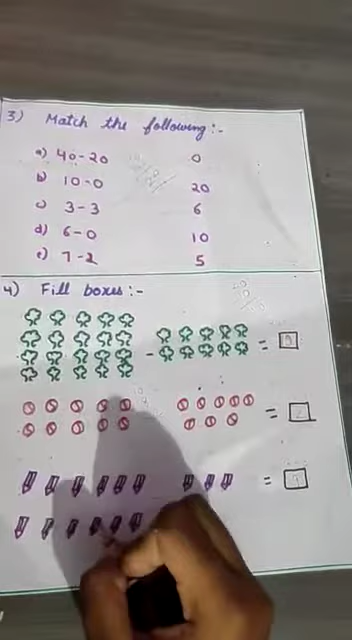 3) Match the following:-
a) 40-20 0
b) 10-0 20
c) 3-3 6
d) 6-0 10
e) 7-2 5
4) Fill boxes:-
- =
= 2
=